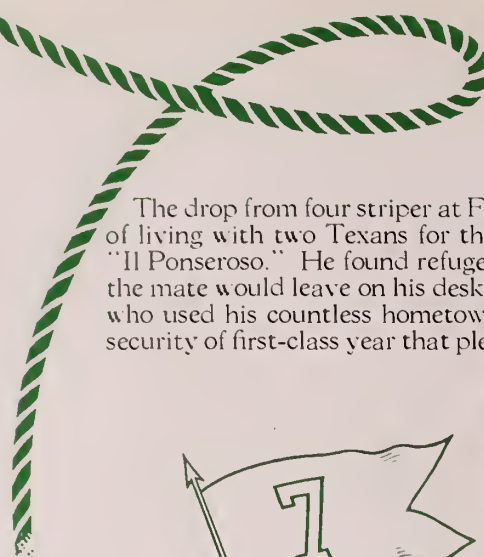 The drop from four striper at F
of living with two Texans for th
"Il Ponseroso." He found refuge
the mate would leave on his desk
who used his countless hometow
security of first-class year that ple
1